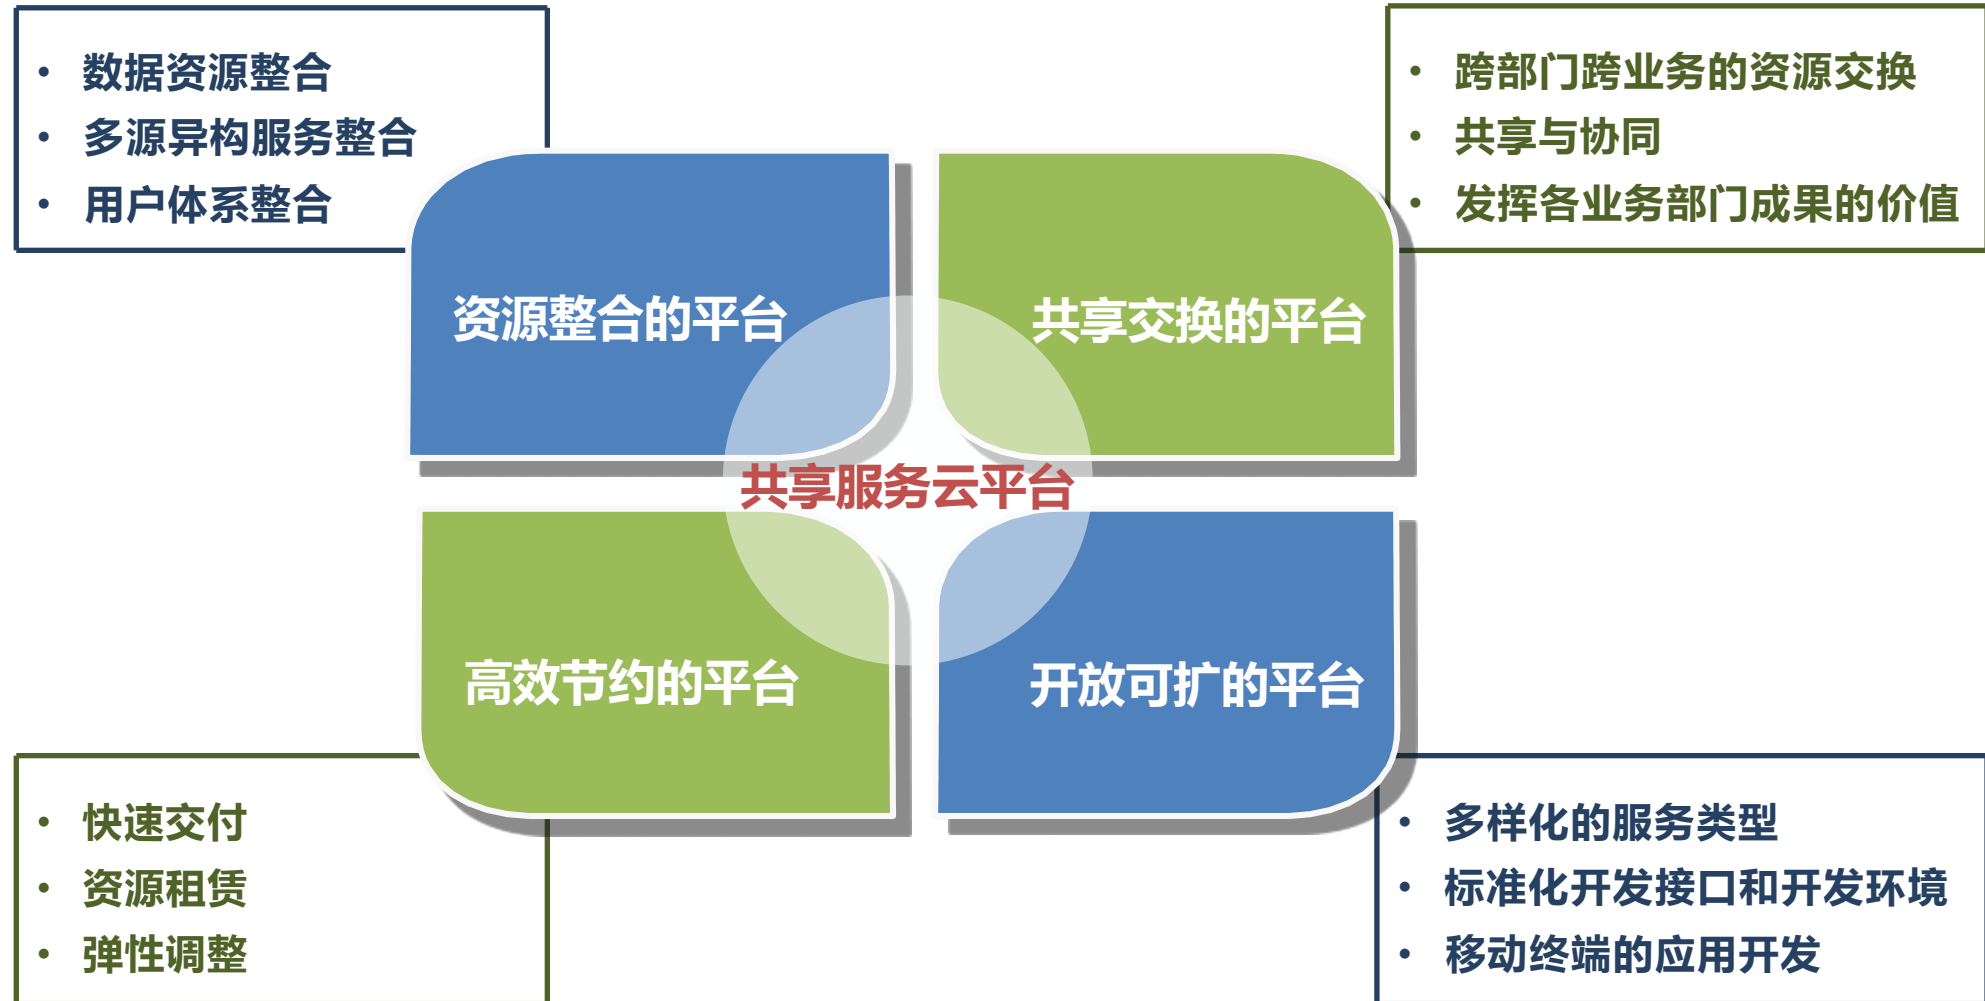 • 数据资源整合
• 多源异构服务整合
• 用户体系整合
• 跨部门跨业务的资源交换
• 共享与协同
• 发挥各业务部门成果的价值
资源整合的平台
共享交换的平台
共享服务云平台
高效节约的平台
开放可扩的平台
• 快速交付
• 资源租赁
• 弹性调整
• 多样化的服务类型
• 标准化开发接口和开发环境
• 移动终端的应用开发